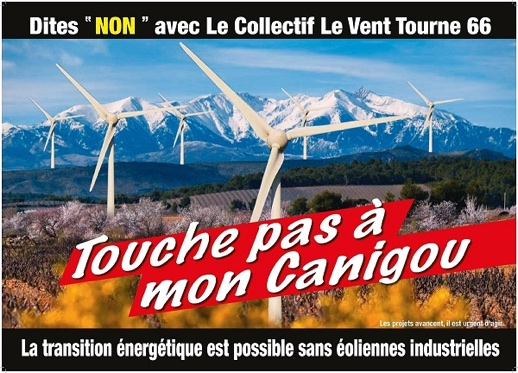 Dites " NON " avec Le Collectif Le Vent Tourne 66
Touche pas à
mon Canigou
Les projets avancent, il est urgent d'agir.
La transition énergétique est possible sans éoliennes industrielles